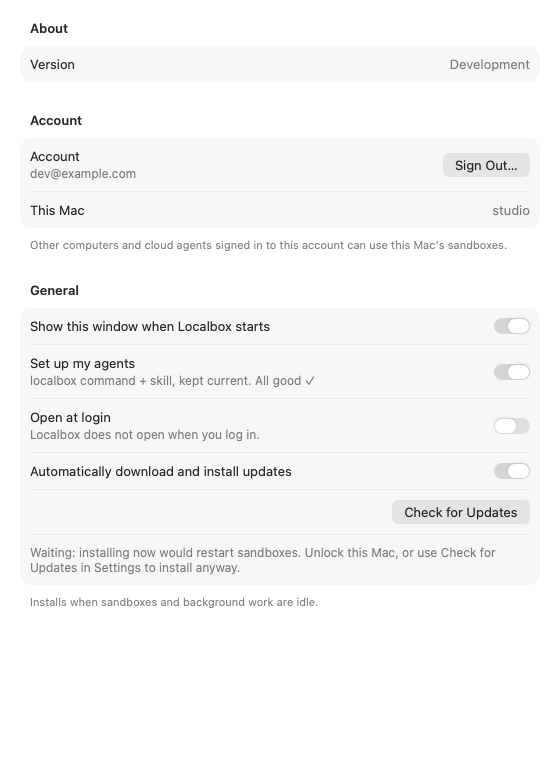 About
Version
Development
Account
Account
dev@example.com
Sign Out...
This Mac
studio
Other computers and cloud agents signed in to this account can use this Mac's sandboxes.
General
Show this window when Localbox starts
Set up my agents
localbox command + skill, kept current. All good ✓
Open at login
Localbox does not open when you log in.
Automatically download and install updates
Check for Updates
Waiting: installing now would restart sandboxes. Unlock this Mac, or use Check for
Updates in Settings to install anyway.
Installs when sandboxes and background work are idle.